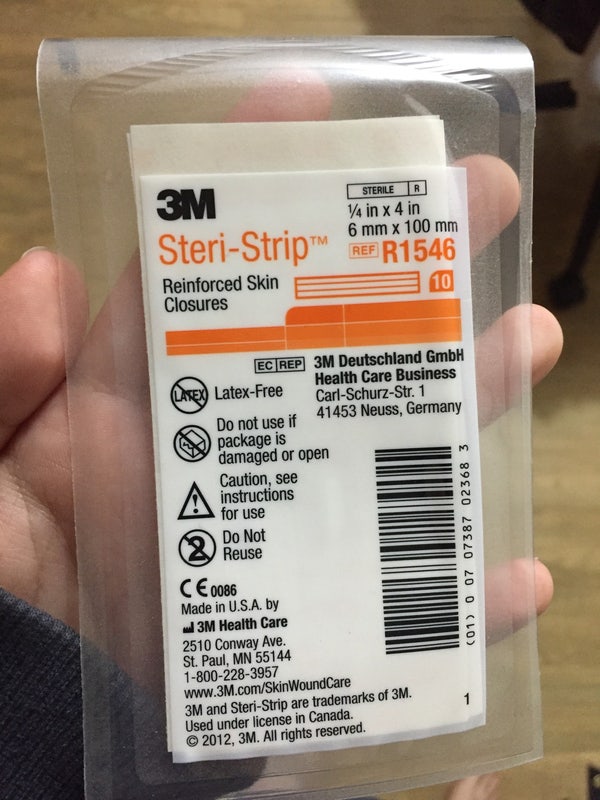 3M
STERILE R
1/4 in x 4 in
6 mm x 100 mm
Steri-Strip™
REF R1546
Reinforced Skin
Closures
10
EC REP 3M Deutschland GmbH
Health Care Business
Carl-Schurz-Str. 1
41453 Neuss, Germany
LATEX Latex-Free
Do not use if
package is
damaged or open
Caution, see
instructions
for use
2 Do Not
Reuse
(01) 0 07 07387 02368 3
CE 0086
Made in U.S.A. by
3M Health Care
2510 Conway Ave.
St. Paul, MN 55144
1-800-228-3957
www.3M.com/SkinWoundCare
3M and Steri-Strip are trademarks of 3M.
Used under license in Canada.
© 2012, 3M. All rights reserved.
1